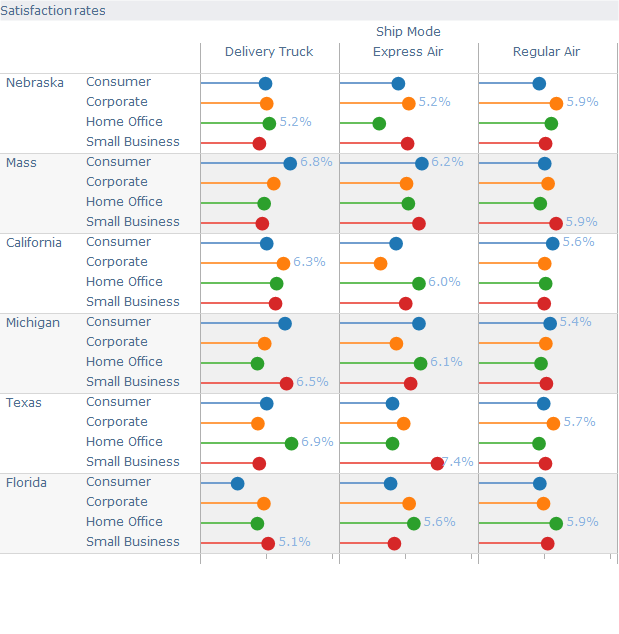 Satisfaction rates
Ship Mode
Delivery Truck Express Air Regular Air
Nebraska Consumer
Corporate 5.2% 5.9%
Home Office 5.2%
Small Business
Mass Consumer 6.8% 6.2%
Corporate
Home Office
Small Business 5.9%
California Consumer 5.6%
Corporate 6.3%
Home Office 6.0%
Small Business
Michigan Consumer 5.4%
Corporate
Home Office 6.1%
Small Business 6.5%
Texas Consumer
Corporate 5.7%
Home Office 6.9%
Small Business 7.4%
Florida Consumer
Corporate
Home Office 5.6% 5.9%
Small Business 5.1%